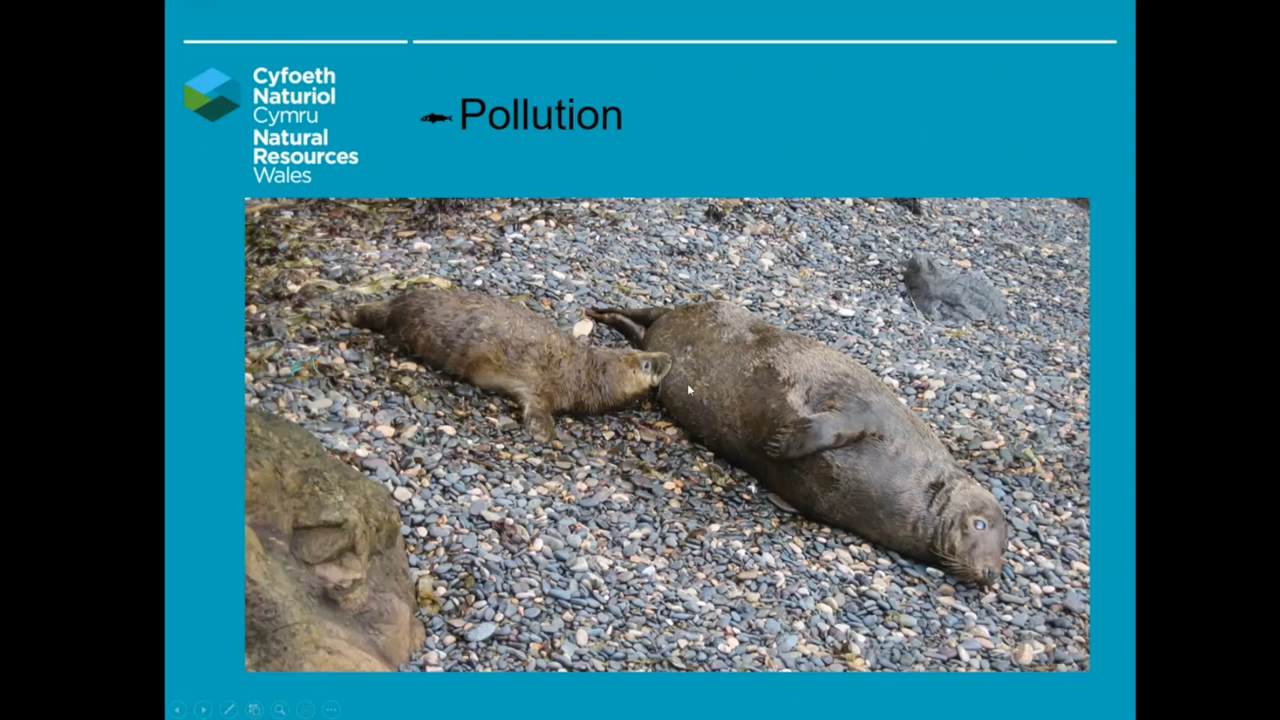 Cyfoeth
Naturiol
Cymru
Natural
Resources
Wales
Pollution